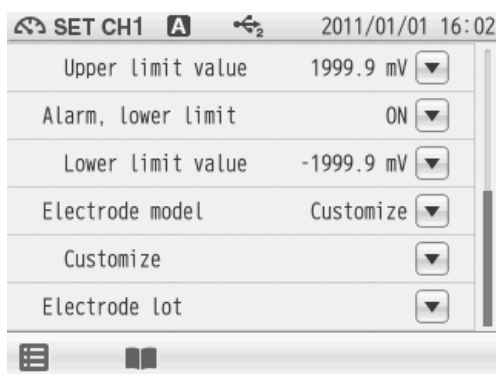 SET CH1 A 2 2011/01/01 16:02
Upper limit value 1999.9 mV
Alarm, lower limit ON
Lower limit value -1999.9 mV
Electrode model Customize
Customize
Electrode lot